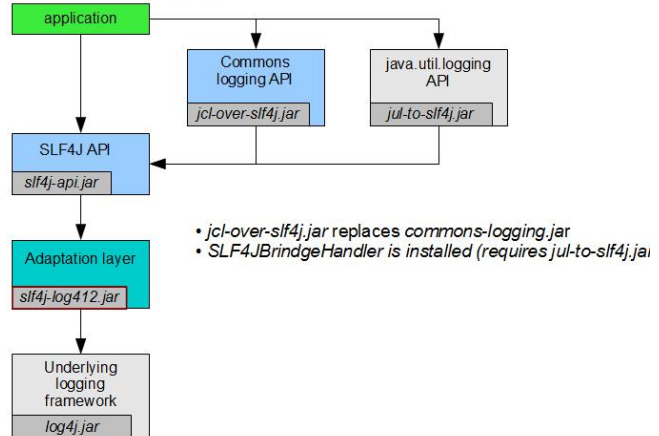 application
Commons
logging API
jcl-over-slf4j.jar
java.util.logging
API
jul-to-slf4j.jar
SLF4J API
slf4j-api.jar
• jcl-over-slf4j.jar replaces commons-logging.jar
• SLF4JBrindgeHandler is installed (requires jul-to-slf4j.jar
Adaptation layer
slf4j-log412.jar
Underlying
logging
framework
log4j.jar